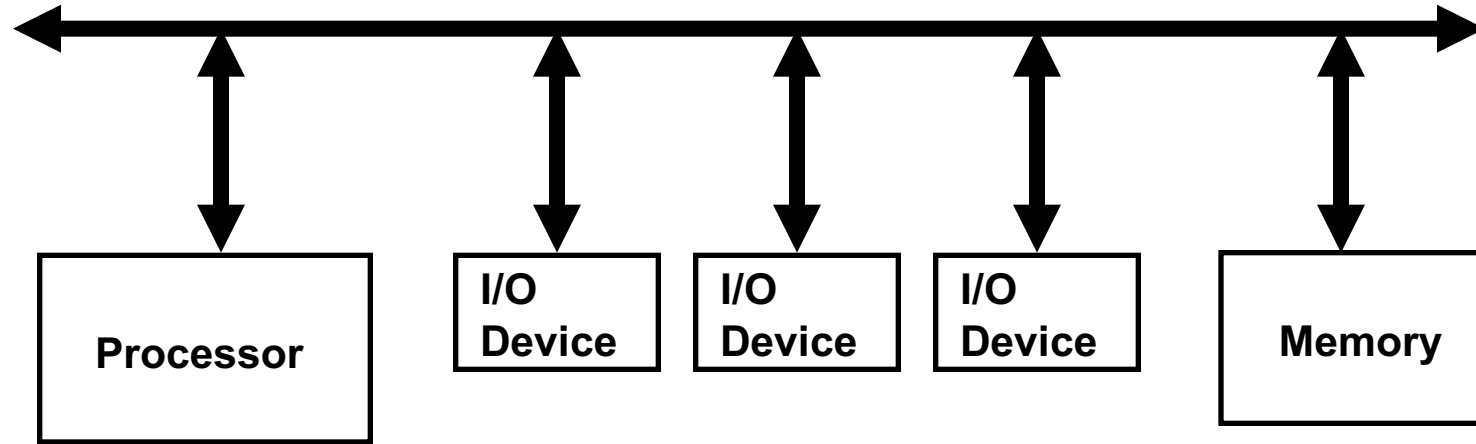 Processor
I/O
Device
I/O
Device
I/O
Device
Memory